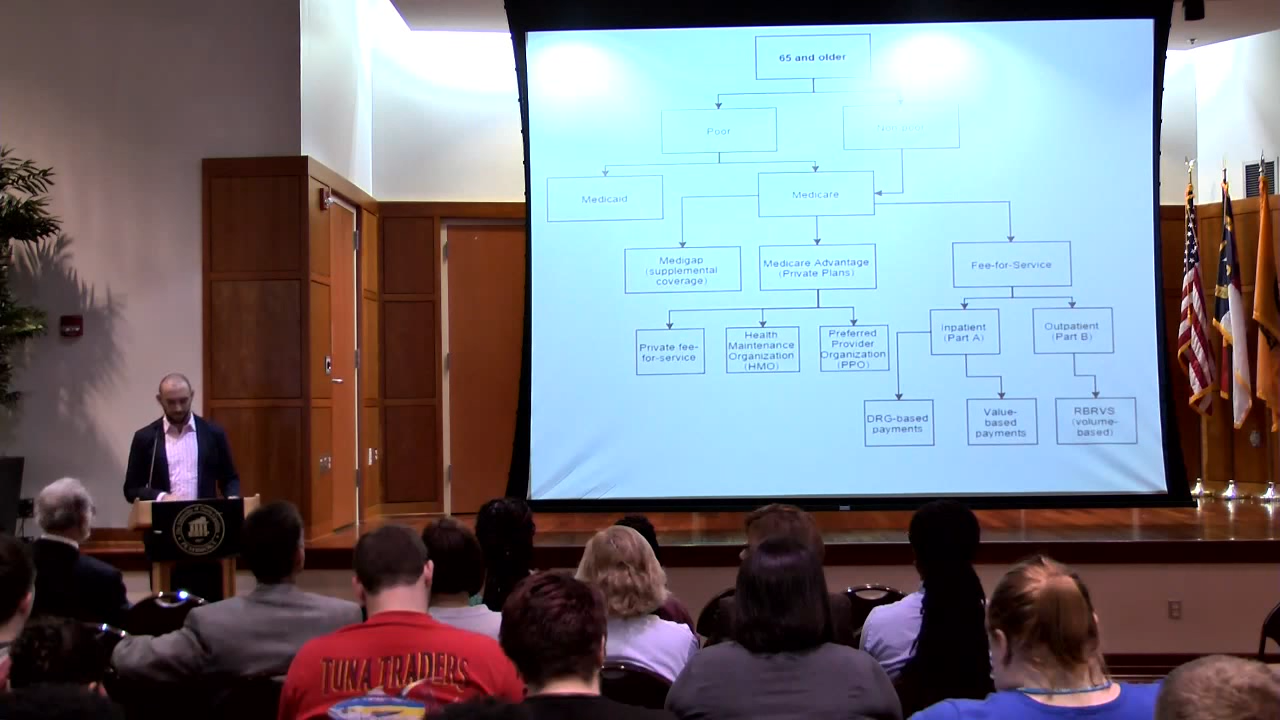 65 and older
Poor
Non-poor
Medicaid
Medicare
Medigap
(supplemental
coverage)
Medicare Advantage
(Private Plans)
Fee-for-Service
Private fee-
for-service
Health
Maintenance
Organization
(HMO)
Preferred
Provider
Organization
(PPO)
Inpatient
(Part A)
Outpatient
(Part B)
DRG-based
payments
Value-
based
payments
RBRVS
(volume-
based)
TUNA TRADERS